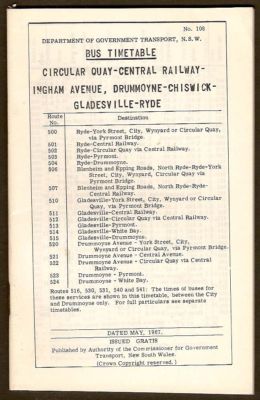 No. 108
DEPARTMENT OF GOVERNMENT TRANSPORT, N.S.W.
BUS TIMETABLE
CIRCULAR QUAY-CENTRAL RAILWAY-
INGHAM AVENUE, DRUMMOYNE-CHISWICK-
GLADESVILLE-RYDE
Route No. Destination
500 Ryde-York Street, City, Wynyard or Circular Quay,
via Pyrmont Bridge.
501 Ryde-Central Railway.
502 Ryde-Circular Quay via Central Railway.
503 Ryde-Pyrmont.
504 Ryde-Drummoyne.
506 Blenheim and Epping Roads, North Ryde-Ryde-York
Street, City, Wynyard, Circular Quay via
Pyrmont Bridge.
507 Blenheim and Epping Roads, North Ryde-Ryde-
Central Railway.
510 Gladesville-York Street, City, Wynyard or Circular
Quay, via Pyrmont Bridge.
511 Gladesville-Central Railway.
512 Gladesville-Circular Quay via Central Railway.
513 Gladesville-Pyrmont.
514 Gladesville-White Bay.
515 Gladesville-Drummoyne.
520 Drummoyne Avenue - York Street, City,
Wynyard or Circular Quay, via Pyrmont Bridge.
521 Drummoyne Avenue - Central Railway.
522 Drummoyne Avenue - Circular Quay via Central
Railway.
523 Drummoyne - Pyrmont.
524 Drummoyne - White Bay.
Routes 516, 530, 531, 540 and 541: The times of buses for
these services are shown in this timetable, between the City
and Drummoyne only. For full particulars see separate
timetables.
DATED MAY, 1967.
ISSUED GRATIS
Published by Authority of the Commissioner for Government
Transport, New South Wales.
(Crown Copyright reserved.)